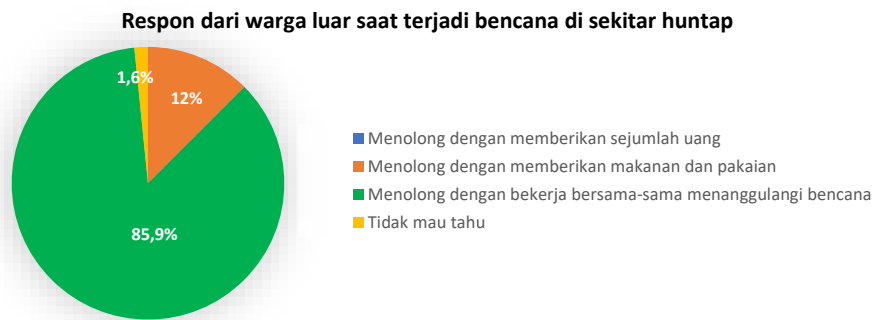 Respon dari warga luar saat terjadi bencana di sekitar huntap
1,6%
12%
85,9%
Menolong dengan memberikan sejumlah uang
Menolong dengan memberikan makanan dan pakaian
Menolong dengan bekerja bersama-sama menanggulangi bencana
Tidak mau tahu